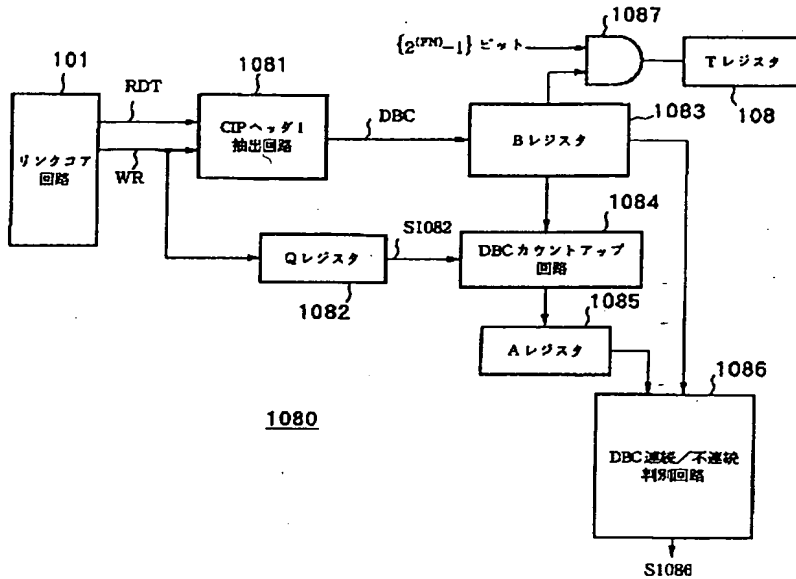 1087
{2^(FN)-1} ビット
101
1081
Tレジスタ
RDT
108
CIPヘッダ1
抽出回路
DBC
1083
リンクコア
回路
WR
Bレジスタ
1084
S1082
Qレジスタ
DBCカウントアップ
回路
1082
1085
Aレジスタ
1086
1080
DBC連続/不連続
判別回路
S1086